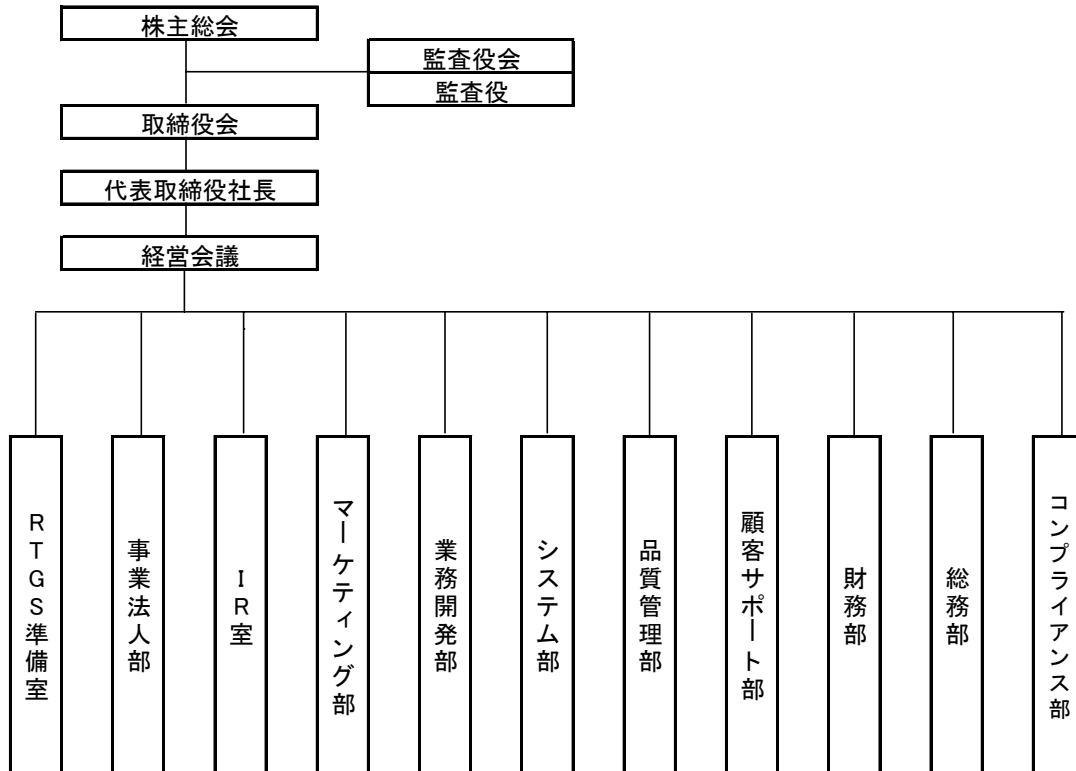 株主総会
監査役会
監査役
取締役会
代表取締役社長
経営会議
RTGS準備室
事業法人部
IR室
マーケティング部
業務開発部
システム部
品質管理部
顧客サポート部
財務部
総務部
コンプライアンス部